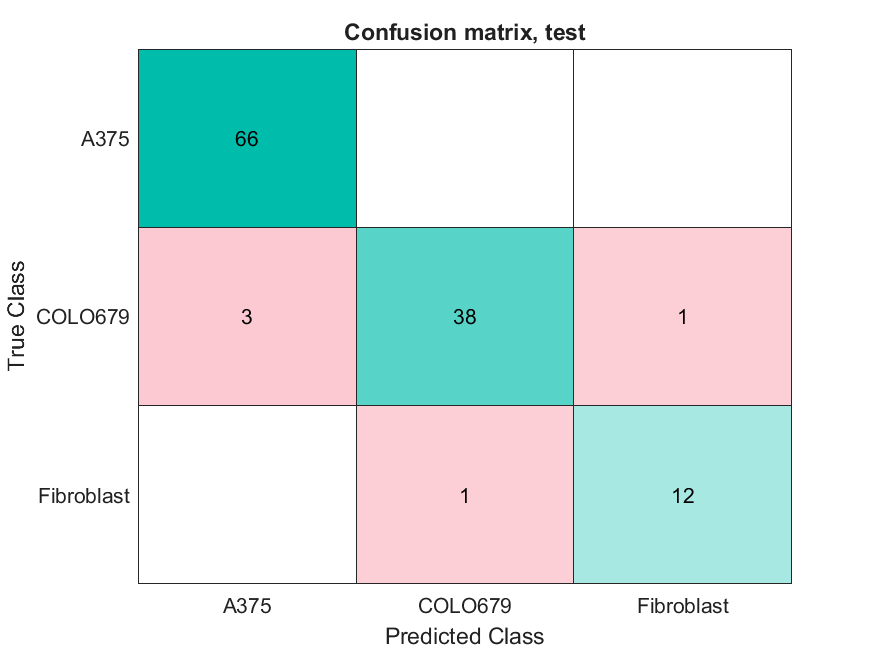 Confusion matrix, test
True Class
A375
66
COLO679
3
38
1
Fibroblast
1
12
A375
COLO679
Fibroblast
Predicted Class